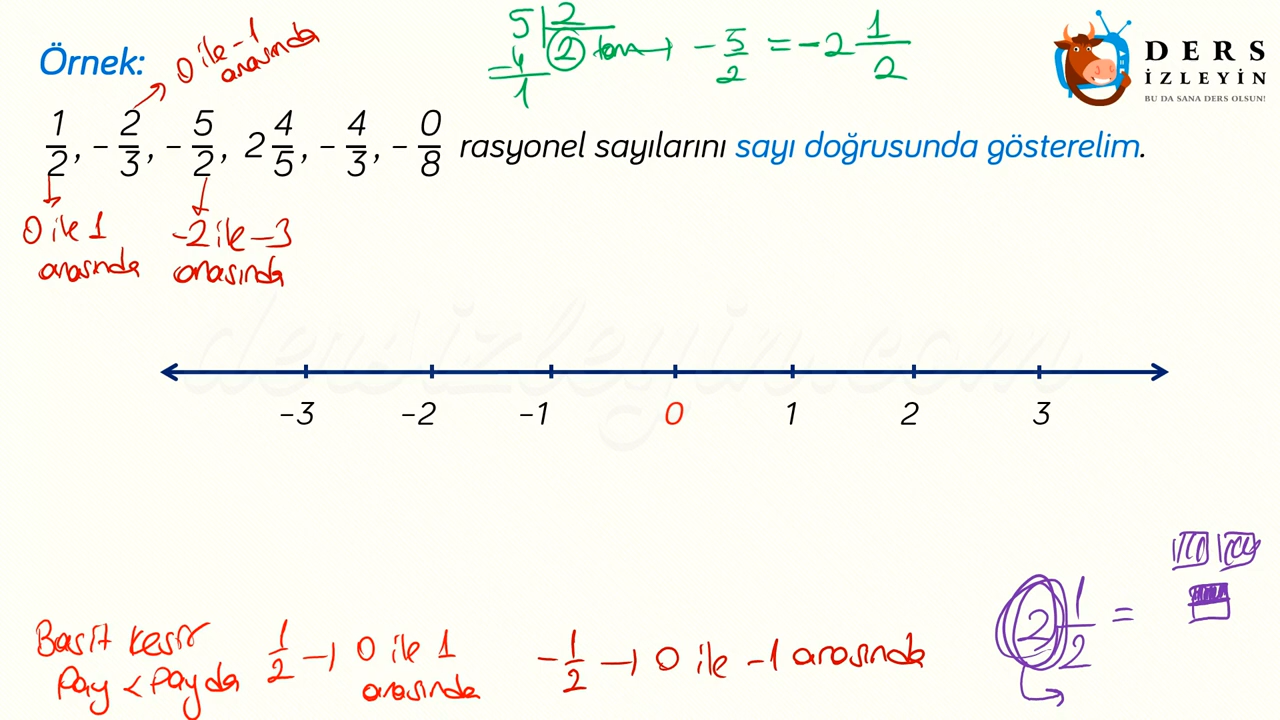 Örnek:
0 ile -1
arasında
5 2
4 2 tam → -5/2 = -2 1/2
1
DERS
İZLEYİN
BU DA SANA DERS OLSUN!
1/2, -2/3, -5/2, 2 4/5, -4/3, -0/8 rasyonel sayılarını sayı doğrusunda gösterelim.
0 ile 1
arasında
-2 ile -3
arasında
dersizleyin.com
-3 -2 -1 0 1 2 3
Basit kesir
Pay < Payda
1/2 → 0 ile 1
arasında
-1/2 → 0 ile -1 arasında
2 1/2 =